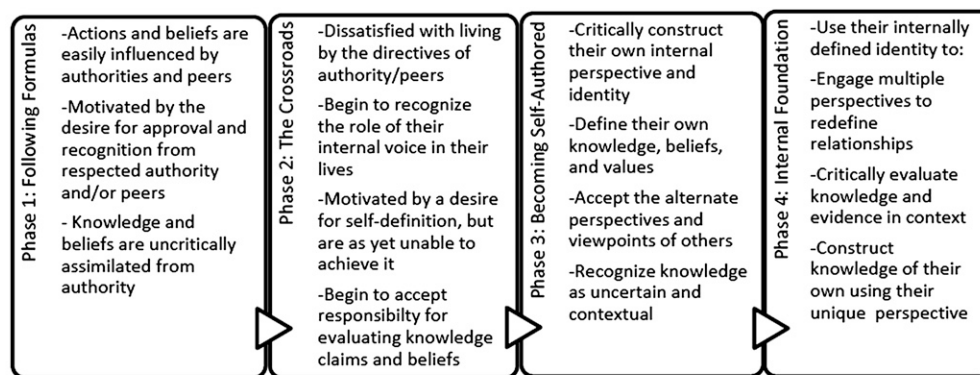 Phase 1: Following Formulas
-Actions and beliefs are
easily influenced by
authorities and peers
-Motivated by the
desire for approval and
recognition from
respected authority
and/or peers
- Knowledge and
beliefs are uncritically
assimilated from
authority
Phase 2: The Crossroads
-Dissatisfied with living
by the directives of
authority/peers
-Begin to recognize
the role of their
internal voice in their
lives
-Motivated by a desire
for self-definition, but
are as yet unable to
achieve it
-Begin to accept
responsibilty for
evaluating knowledge
claims and beliefs
Phase 3: Becoming Self-Authored
-Critically construct
their own internal
perspective and
identity
-Define their own
knowledge, beliefs,
and values
-Accept the alternate
perspectives and
viewpoints of others
-Recognize knowledge
as uncertain and
contextual
Phase 4: Internal Foundation
-Use their internally
defined identity to:
-Engage multiple
perspectives to
redefine
relationships
-Critically evaluate
knowledge and
evidence in context
-Construct
knowledge of their
own using their
unique perspective